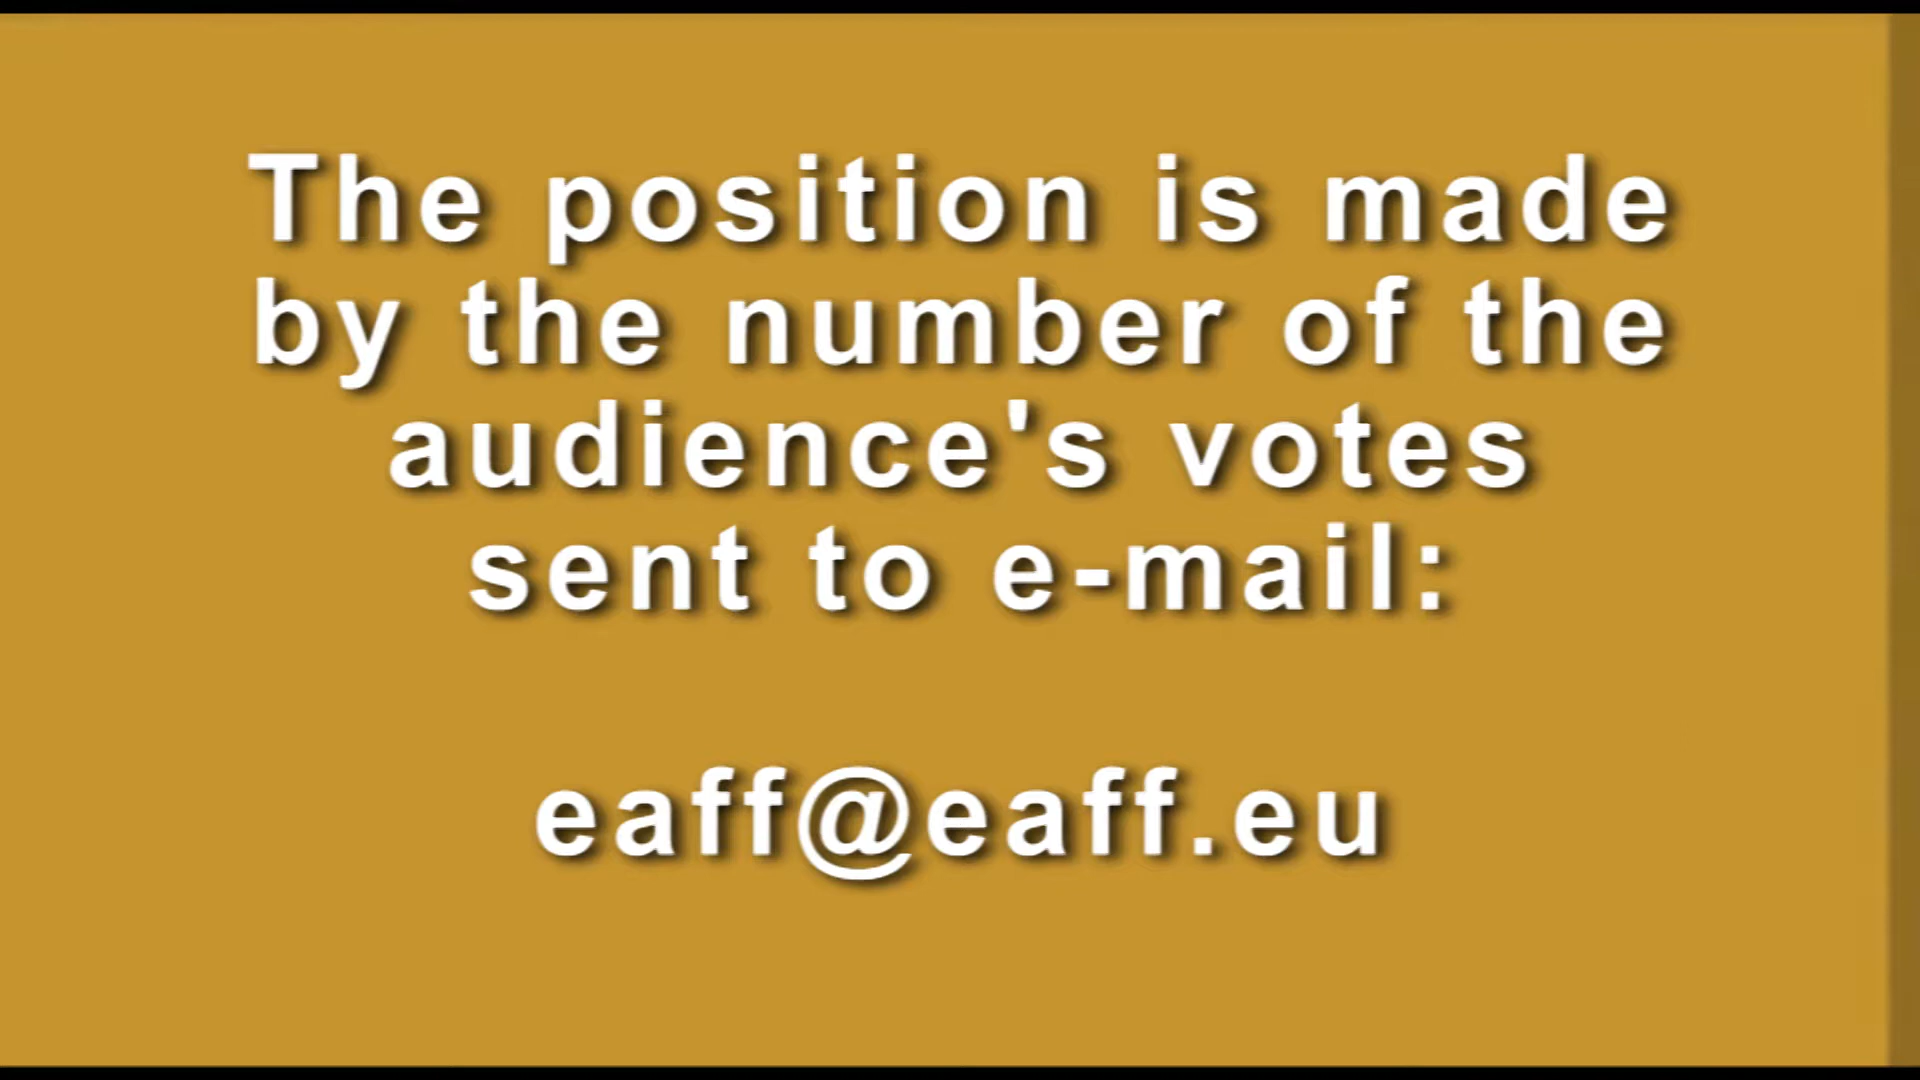 The position is made
by the number of the
audience's votes
sent to e-mail:
eaff@eaff.eu